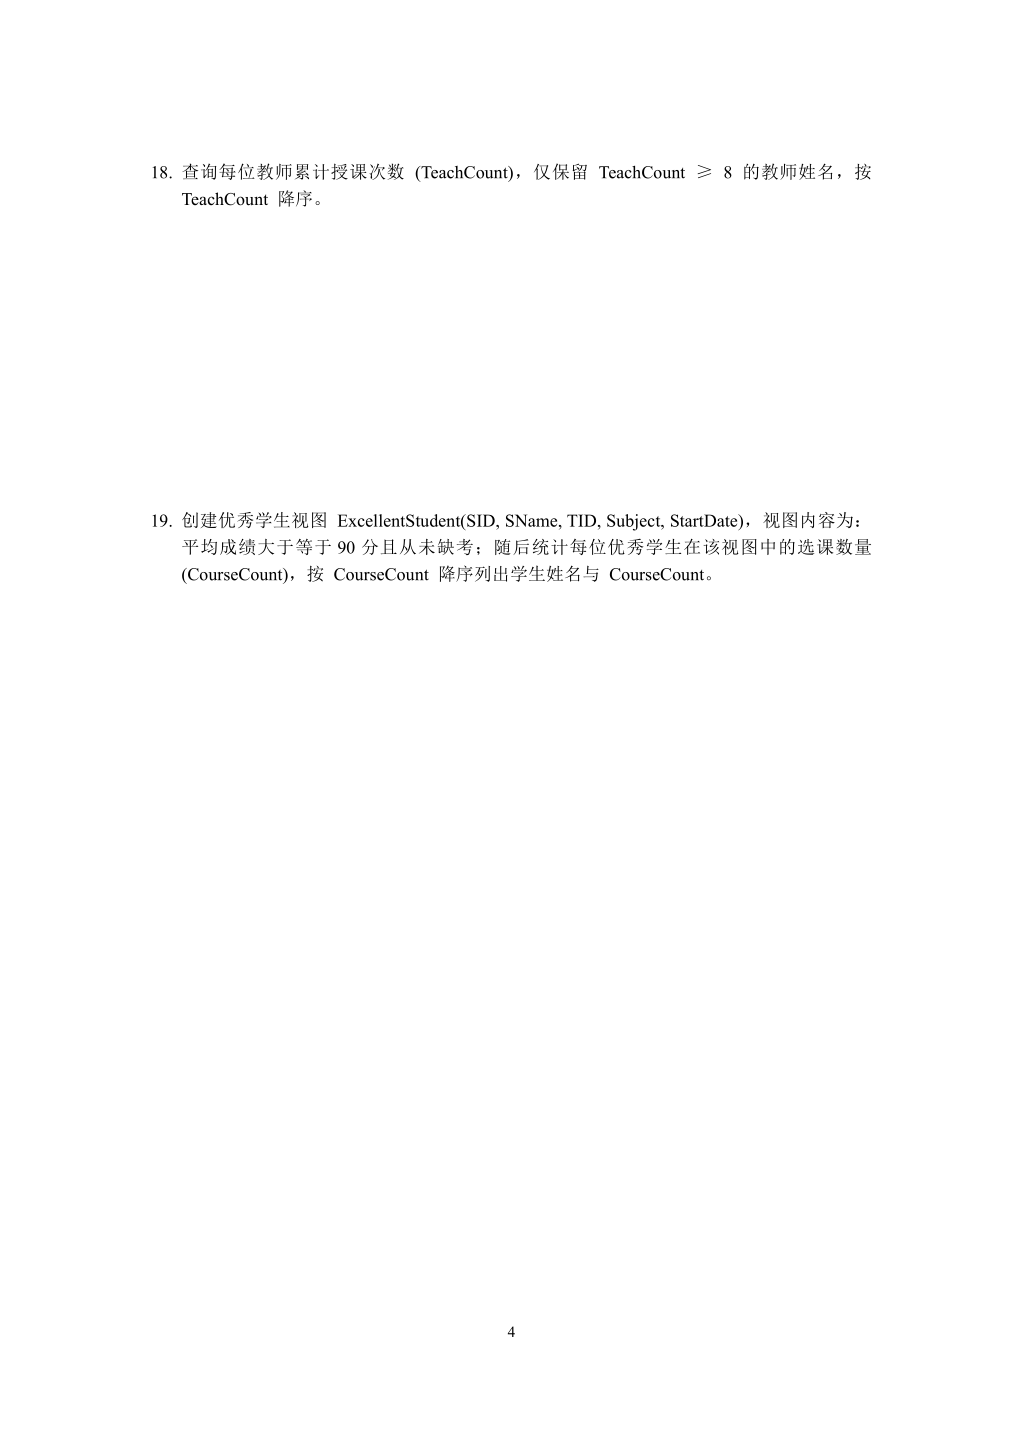 18. 查询每位教师累计授课次数 (TeachCount)，仅保留 TeachCount ≥ 8 的教师姓名，按
TeachCount 降序。
19. 创建优秀学生视图 ExcellentStudent(SID, SName, TID, Subject, StartDate)，视图内容为：
平均成绩大于等于 90 分且从未缺考；随后统计每位优秀学生在该视图中的选课数量
(CourseCount)，按 CourseCount 降序列出学生姓名与 CourseCount。
4